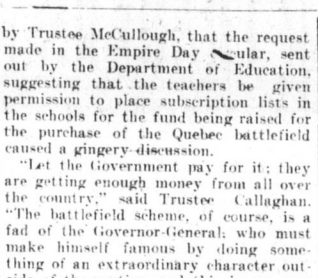 by Trustee McCullough, that the request
made in the Empire Day cular, sent
out by the Department of Education,
suggesting that the teachers be given
permission to place subscription lists in
the schools for the fund being raised for
the purchase of the Quebec battlefield
caused a gingery discussion.
"Let the Government pay for it; they
are getting enough money from all over
the country," said Trustee Callaghan.
"The battlefield scheme, of course, is a
fad of the Governor-General; who must
make himself famous by doing some-
thing of an extraordinary character out-